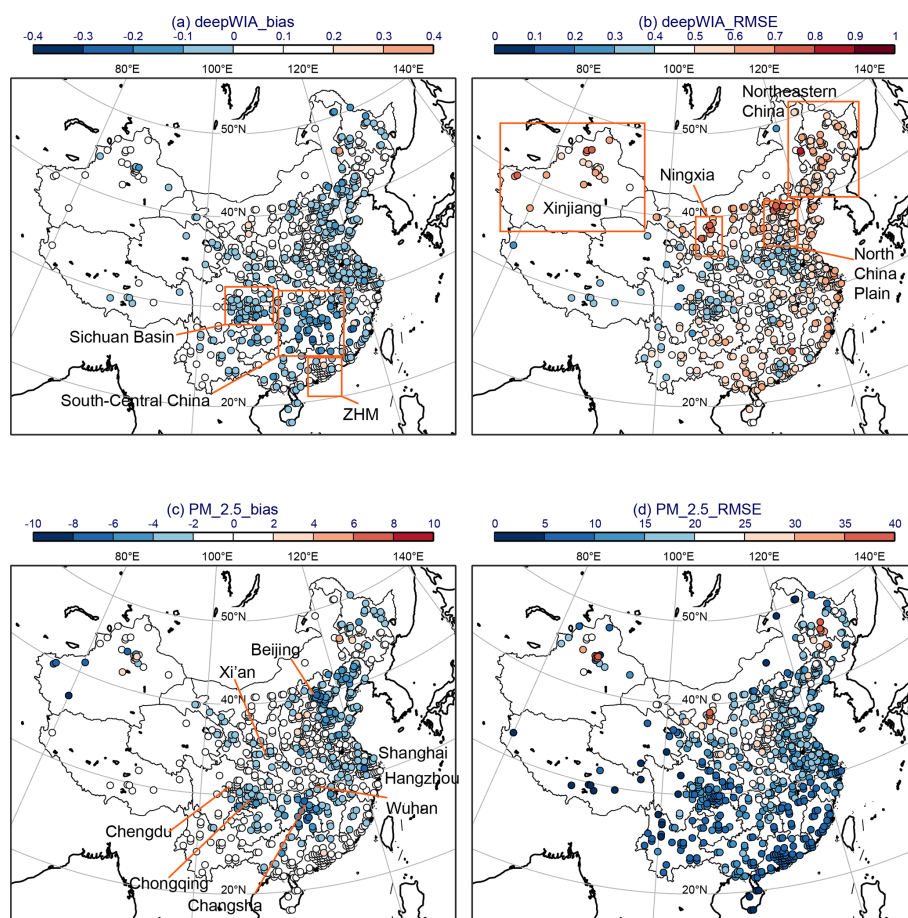 (a) deepWIA_bias
-0.4 -0.3 -0.2 -0.1 0 0.1 0.2 0.3 0.4
80°E 100°E 120°E 140°E
50°N
40°N
Sichuan Basin
South-Central China
20°N
ZHM
(b) deepWIA_RMSE
0 0.1 0.2 0.3 0.4 0.5 0.6 0.7 0.8 0.9 1
80°E 100°E 120°E 140°E
Northeastern
China
50°N
Ningxia
Xinjiang
40°N
North
China
Plain
20°N
(c) PM_2.5_bias
-10 -8 -6 -4 -2 0 2 4 6 8 10
80°E 100°E 120°E 140°E
50°N
Beijing
Xi'an
40°N
Shanghai
Hangzhou
Wuhan
Chengdu
Chongqing
20°N
Changsha
(d) PM_2.5_RMSE
0 5 10 15 20 25 30 35 40
80°E 100°E 120°E 140°E
50°N
40°N
20°N